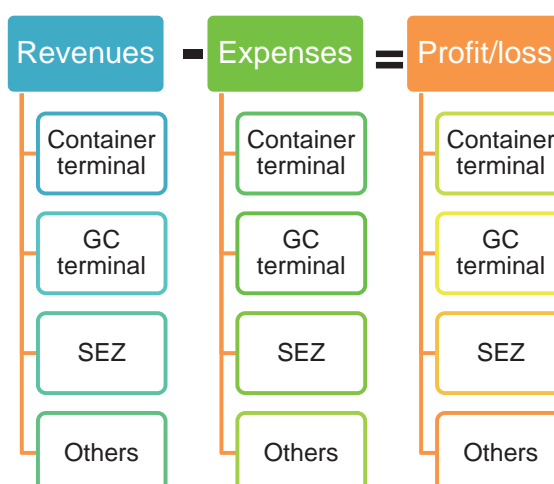 Revenues - Expenses = Profit/loss
Container
terminal
GC
terminal
SEZ
Others
Container
terminal
GC
terminal
SEZ
Others
Container
terminal
GC
terminal
SEZ
Others